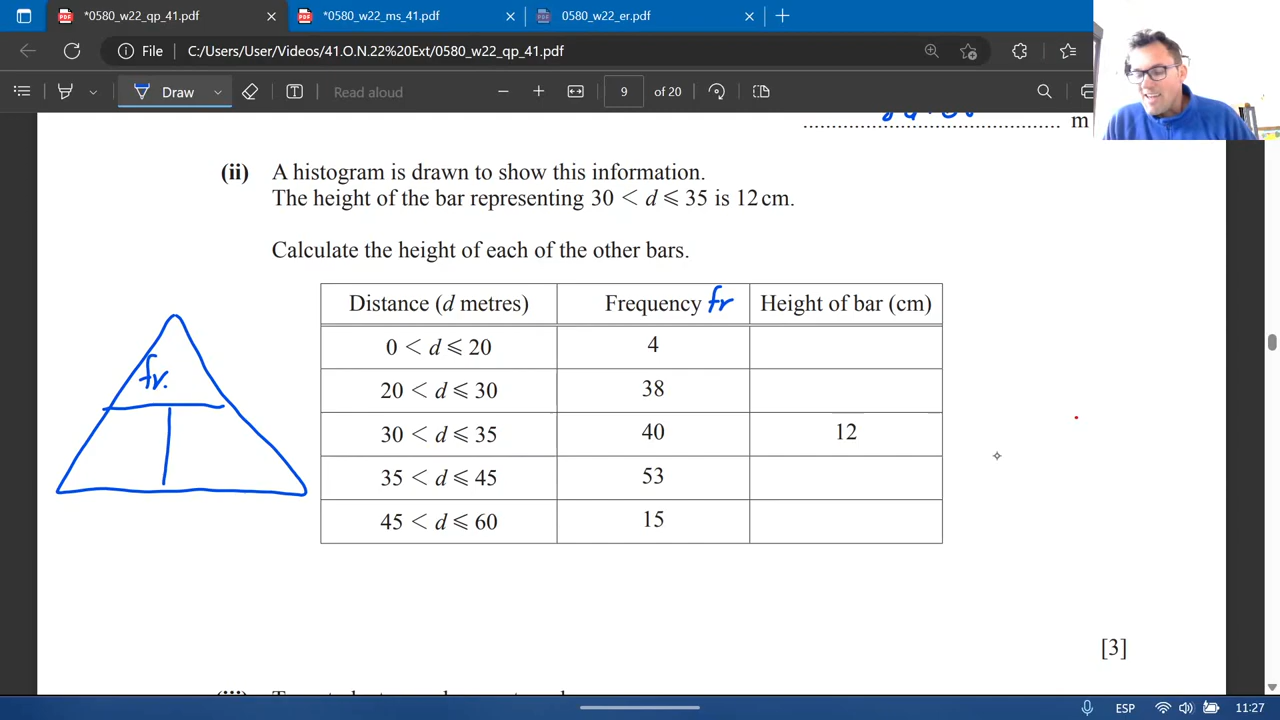 *0580_w22_qp_41.pdf
*0580_w22_ms_41.pdf
0580_w22_er.pdf
File
C:/Users/User/Videos/41.O.N.22%20Ext/0580_w22_qp_41.pdf
Draw
Read aloud
9 of 20
m
(ii) A histogram is drawn to show this information.
The height of the bar representing 30 < d ⩽ 35 is 12 cm.
Calculate the height of each of the other bars.
Distance (d metres) Frequency fr Height of bar (cm)
0 < d ⩽ 20 4
20 < d ⩽ 30 38
30 < d ⩽ 35 40 12
35 < d ⩽ 45 53
45 < d ⩽ 60 15
fr.
[3]
ESP 11:27